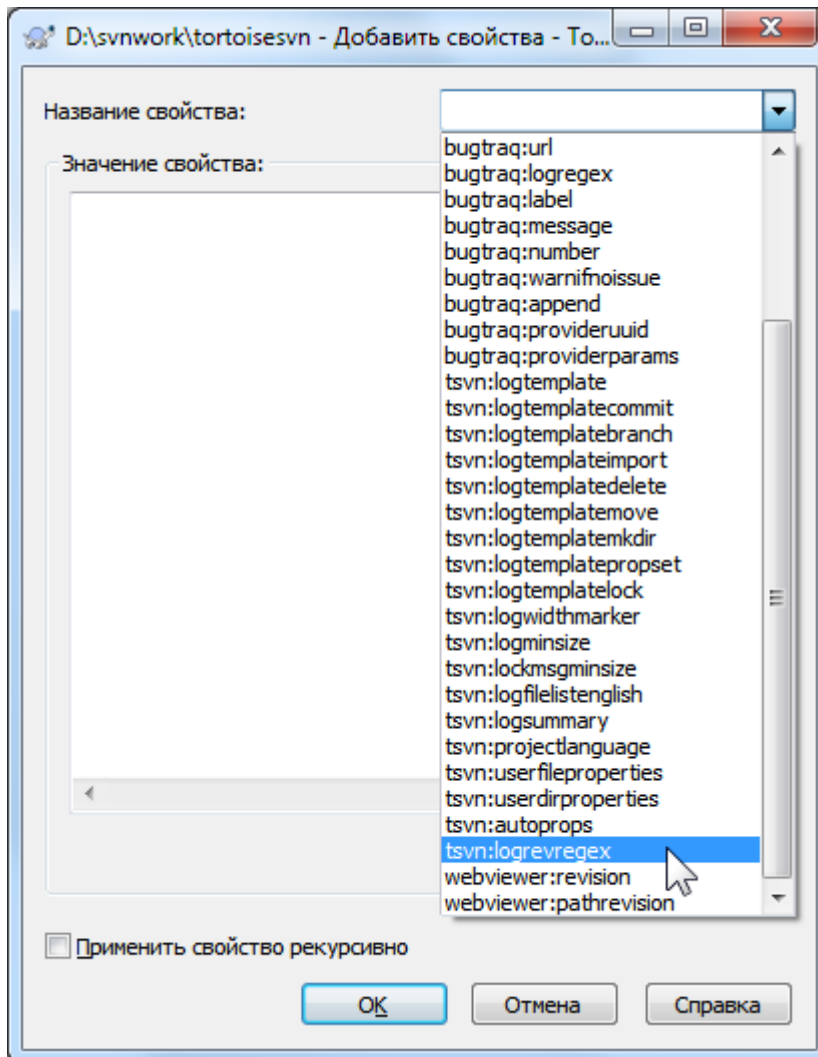 D:\svnwork\tortoisesvn - Добавить свойства - To...
Название свойства:
Значение свойства:
bugtraq:url
bugtraq:logregex
bugtraq:label
bugtraq:message
bugtraq:number
bugtraq:warnifnoissue
bugtraq:append
bugtraq:provideruuid
bugtraq:providerparams
tsvn:logtemplate
tsvn:logtemplatecommit
tsvn:logtemplatebranch
tsvn:logtemplateimport
tsvn:logtemplatedelete
tsvn:logtemplatemove
tsvn:logtemplatemkdir
tsvn:logtemplatepropset
tsvn:logtemplatelock
tsvn:logwidthmarker
tsvn:logminsize
tsvn:lockmsgminsize
tsvn:logfilelistenglish
tsvn:logsummary
tsvn:projectlanguage
tsvn:userfileproperties
tsvn:userdirproperties
tsvn:autoprops
tsvn:logrevregex
webviewer:revision
webviewer:pathrevision
Применить свойство рекурсивно
OK Отмена Справка